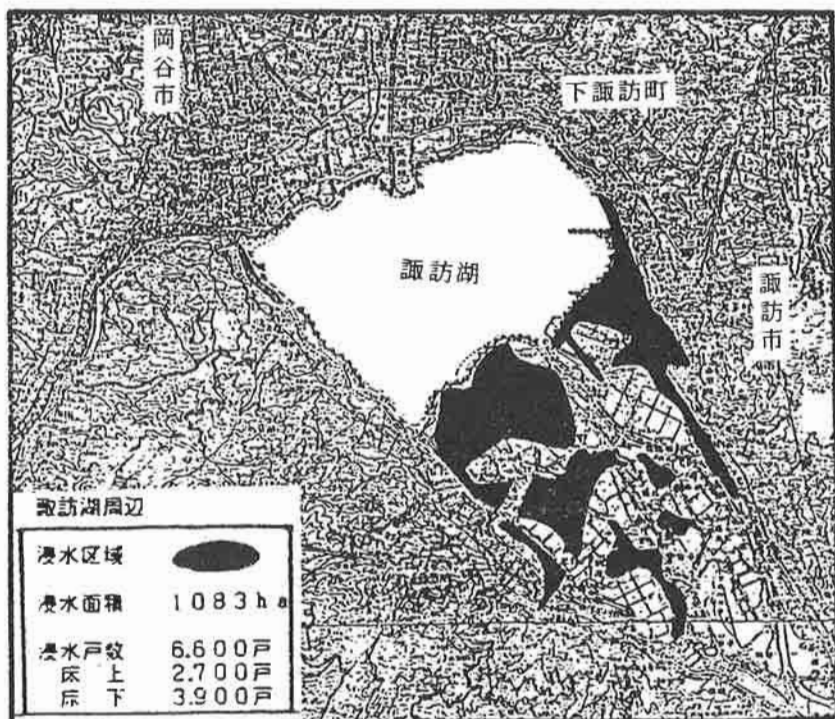 岡谷市
下諏訪町
諏訪湖
諏訪市
諏訪湖周辺
浸水区域
浸水面積 1083ha
浸水戸数 6.600戸
床上 2.700戸
床下 3.900戸